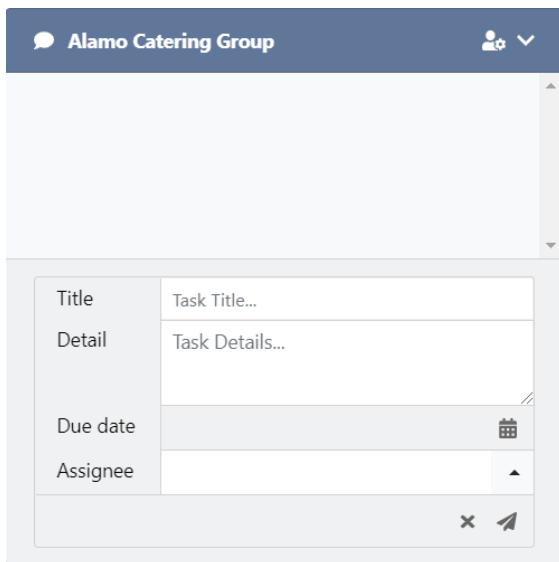 Alamo Catering Group
Title
Task Title...
Detail
Task Details...
Due date
Assignee